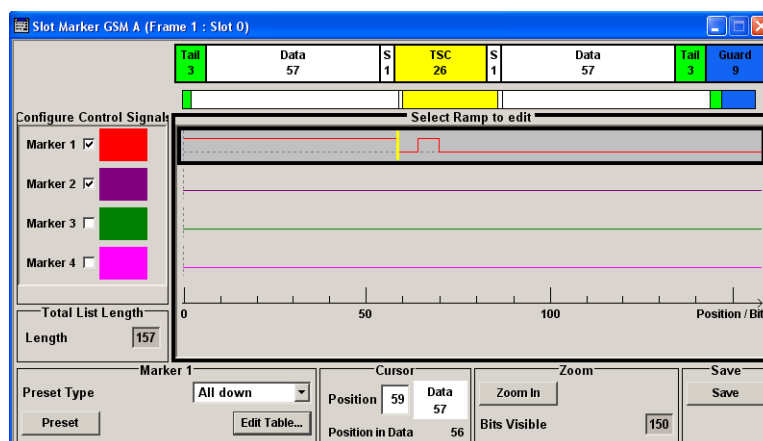 Slot Marker GSM A (Frame 1 : Slot 0)
Tail Data S TSC S Data Tail Guard
3 57 1 26 1 57 3 9
Configure Control Signals
Select Ramp to edit
Marker 1
Marker 2
Marker 3
Marker 4
0 50 100 Position / Bit
Total List Length
Length 157
Marker 1
Preset Type All down
Preset Edit Table...
Cursor
Position 59 Data
57
Position in Data 56
Zoom
Zoom In
Bits Visible 150
Save
Save